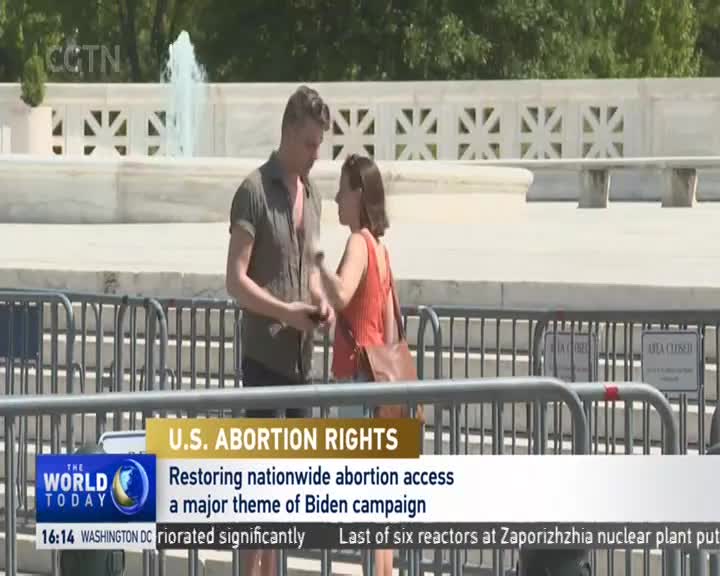 CGTN
AREA CLOSED
U.S. ABORTION RIGHTS
Restoring nationwide abortion access
a major theme of Biden campaign
THE
WORLD
TODAY
16:14 WASHINGTON DC
riorated significantly Last of six reactors at Zaporizhzhia nuclear plant put